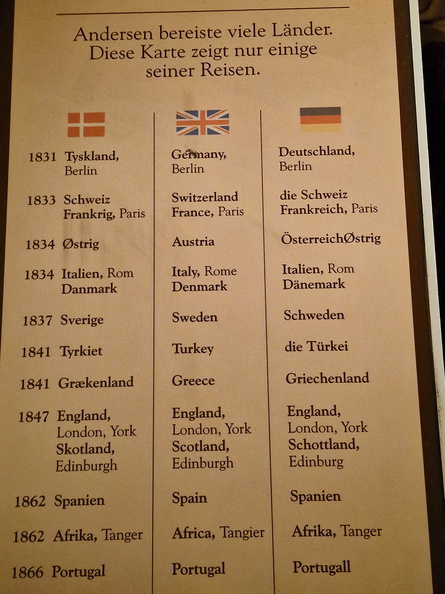 Andersen bereiste viele Länder.
Diese Karte zeigt nur einige
seiner Reisen.
1831 Tyskland, Germany, Deutschland,
Berlin Berlin Berlin
1833 Schweiz Switzerland die Schweiz
Frankrig, Paris France, Paris Frankreich, Paris
1834 Østrig Austria ÖsterreichØstrig
1834 Italien, Rom Italy, Rome Italien, Rom
Danmark Denmark Dänemark
1837 Sverige Sweden Schweden
1841 Tyrkiet Turkey die Türkei
1841 Grækenland Greece Griechenland
1847 England, England, England,
London, York London, York London, York
Skotland, Scotland, Schottland,
Edinburgh Edinburgh Edinburg
1862 Spanien Spain Spanien
1862 Afrika, Tanger Africa, Tangier Afrika, Tanger
1866 Portugal Portugal Portugall